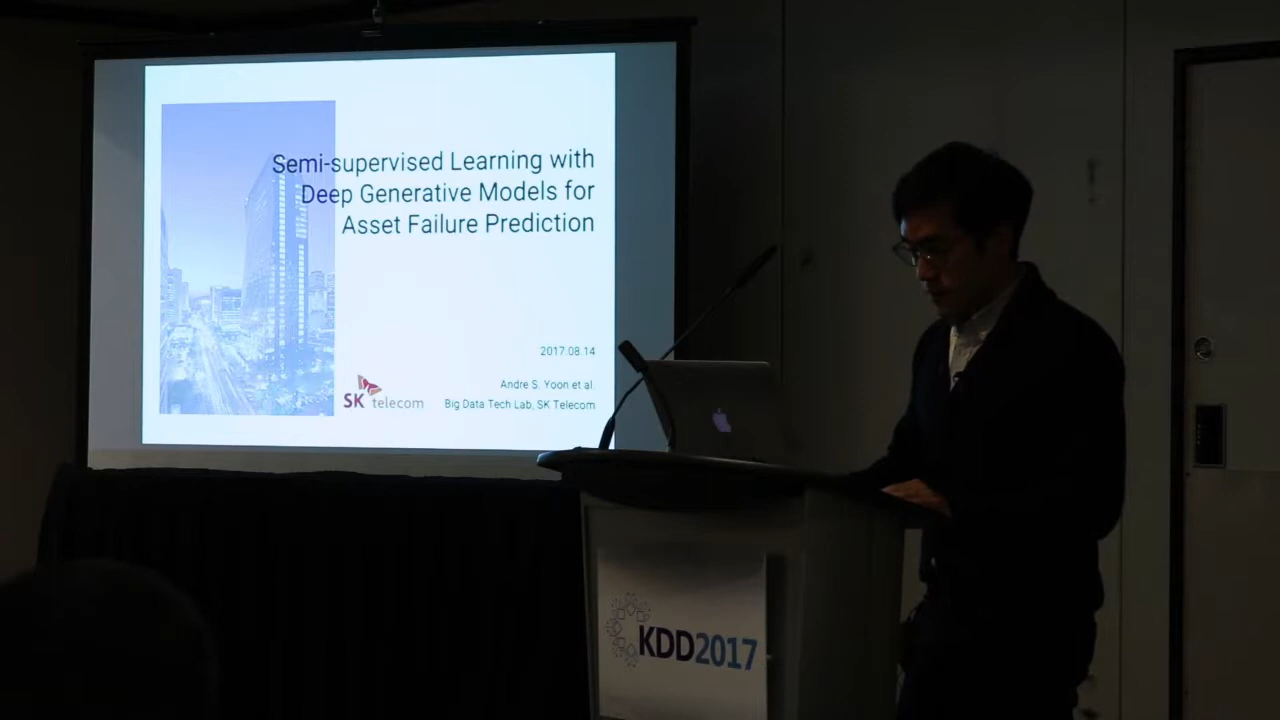 Semi-supervised Learning with
Deep Generative Models for
Asset Failure Prediction
2017.08.14
Andre S. Yoon et al.
Big Data Tech Lab, SK Telecom
SK telecom
KDD2017